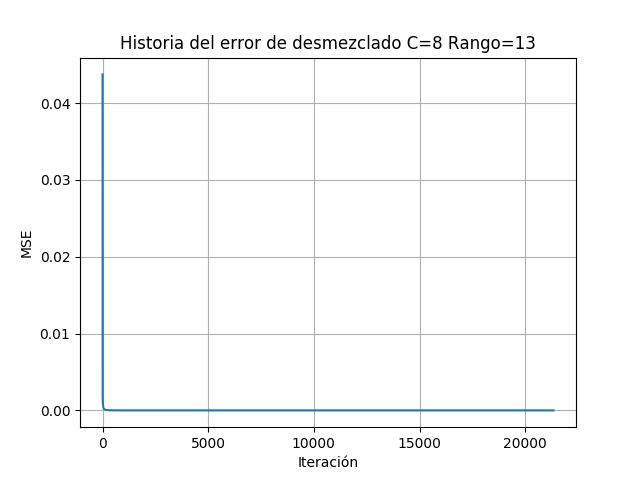 Historia del error de desmezclado C=8 Rango=13
0.04
0.03
0.02
0.01
0.00
MSE
0 5000 10000 15000 20000
Iteración